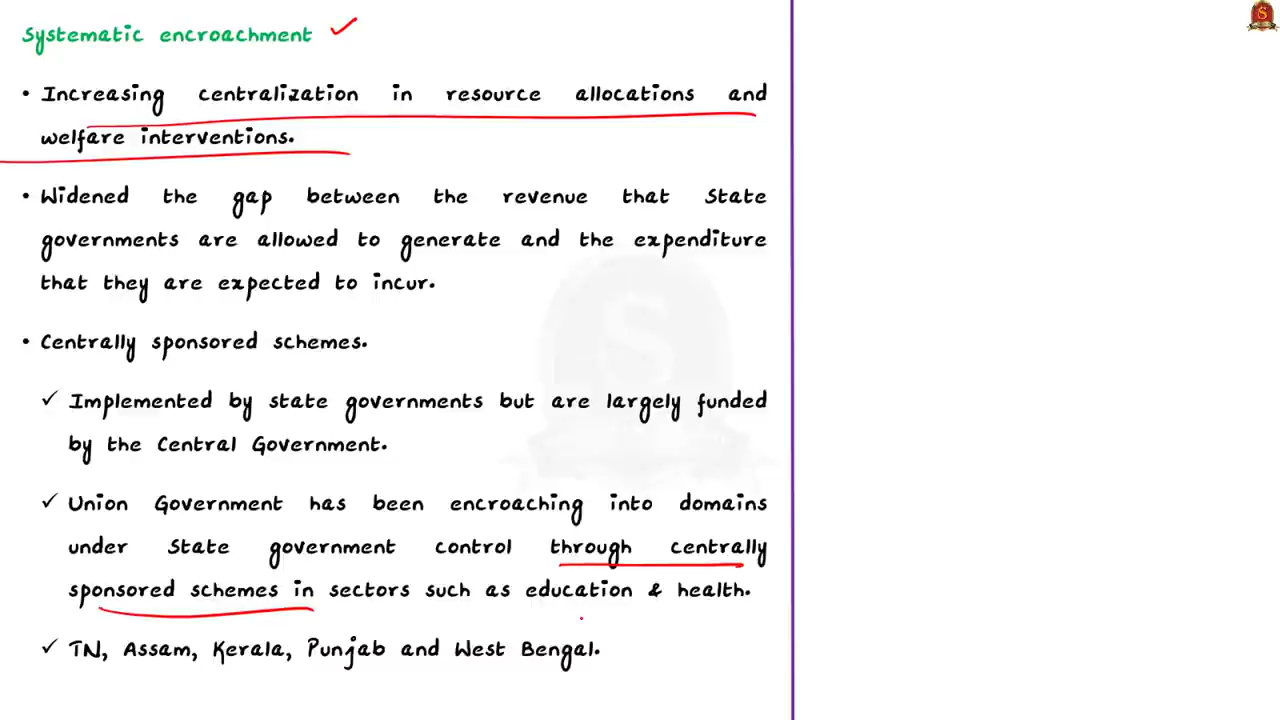 Systematic encroachment
• Increasing centralization in resource allocations and
welfare interventions.
• Widened the gap between the revenue that State
governments are allowed to generate and the expenditure
that they are expected to incur.
• Centrally sponsored schemes.
✓ Implemented by state governments but are largely funded
by the Central Government.
✓ Union Government has been encroaching into domains
under State government control through centrally
sponsored schemes in sectors such as education & health.
✓ TN, Assam, Kerala, Punjab and West Bengal.
S
S